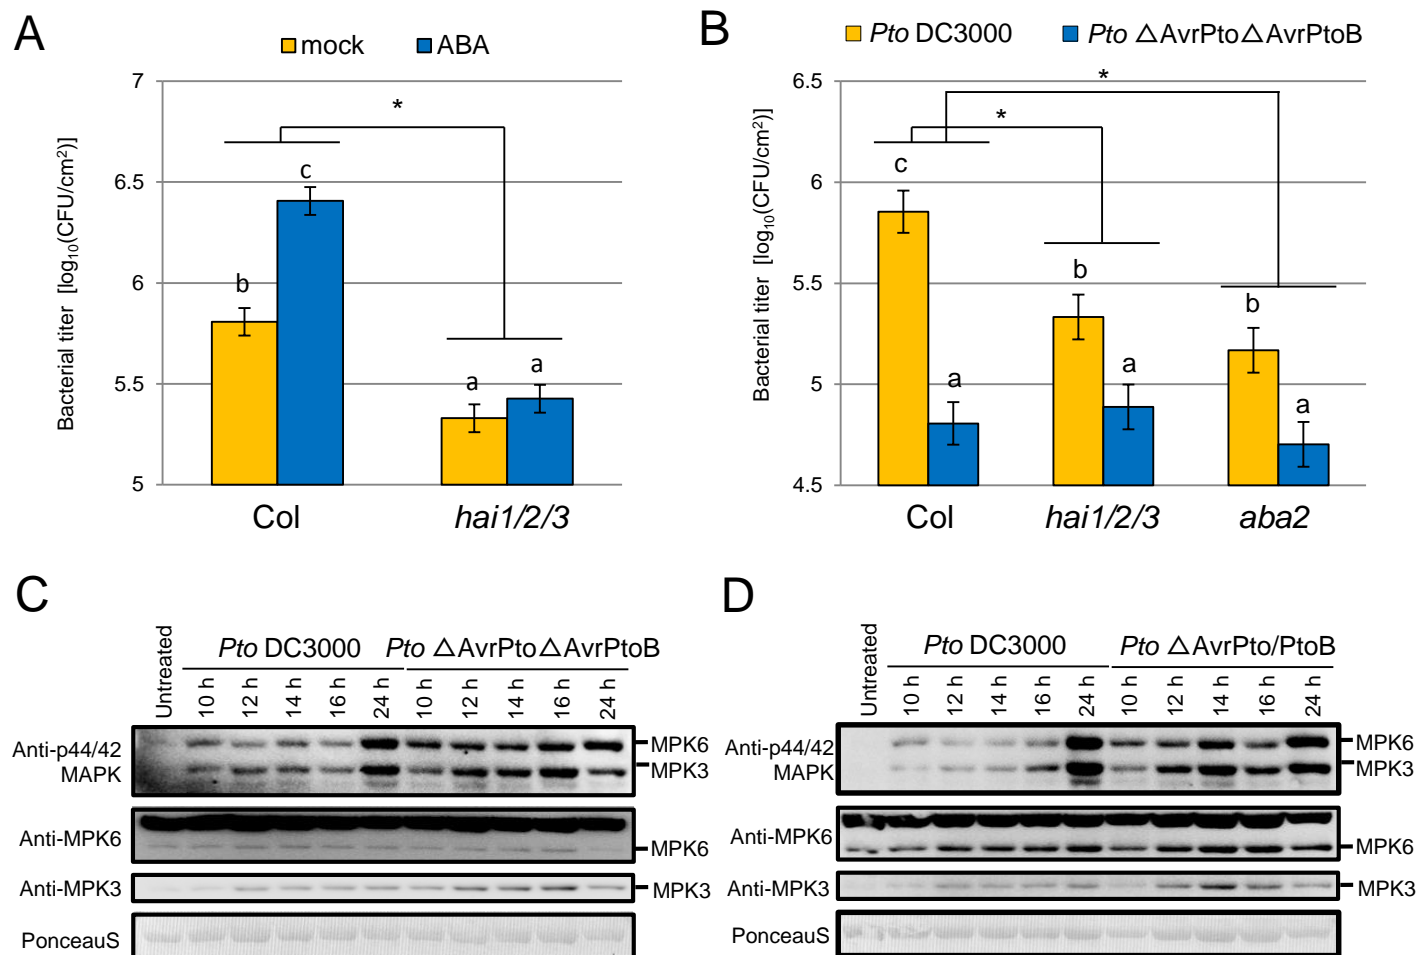 A
mock ABA
Bacterial titer [log10(CFU/cm2)]
7
6.5
6
5.5
5
*
b
c
a
a
Col hai1/2/3
B
Pto DC3000 Pto △AvrPto△AvrPtoB
Bacterial titer [log10(CFU/cm2)]
6.5
6
5.5
5
4.5
*
*
c
a
b
a
b
a
Col hai1/2/3 aba2
C
Untreated
Pto DC3000 Pto △AvrPto△AvrPtoB
10 h 12 h 14 h 16 h 24 h 10 h 12 h 14 h 16 h 24 h
Anti-p44/42
MAPK
MPK6
MPK3
Anti-MPK6
MPK6
Anti-MPK3
MPK3
PonceauS
D
Untreated
Pto DC3000 Pto △AvrPto/PtoB
10 h 12 h 14 h 16 h 24 h 10 h 12 h 14 h 16 h 24 h
Anti-p44/42
MAPK
MPK6
MPK3
Anti-MPK6
MPK6
Anti-MPK3
MPK3
PonceauS